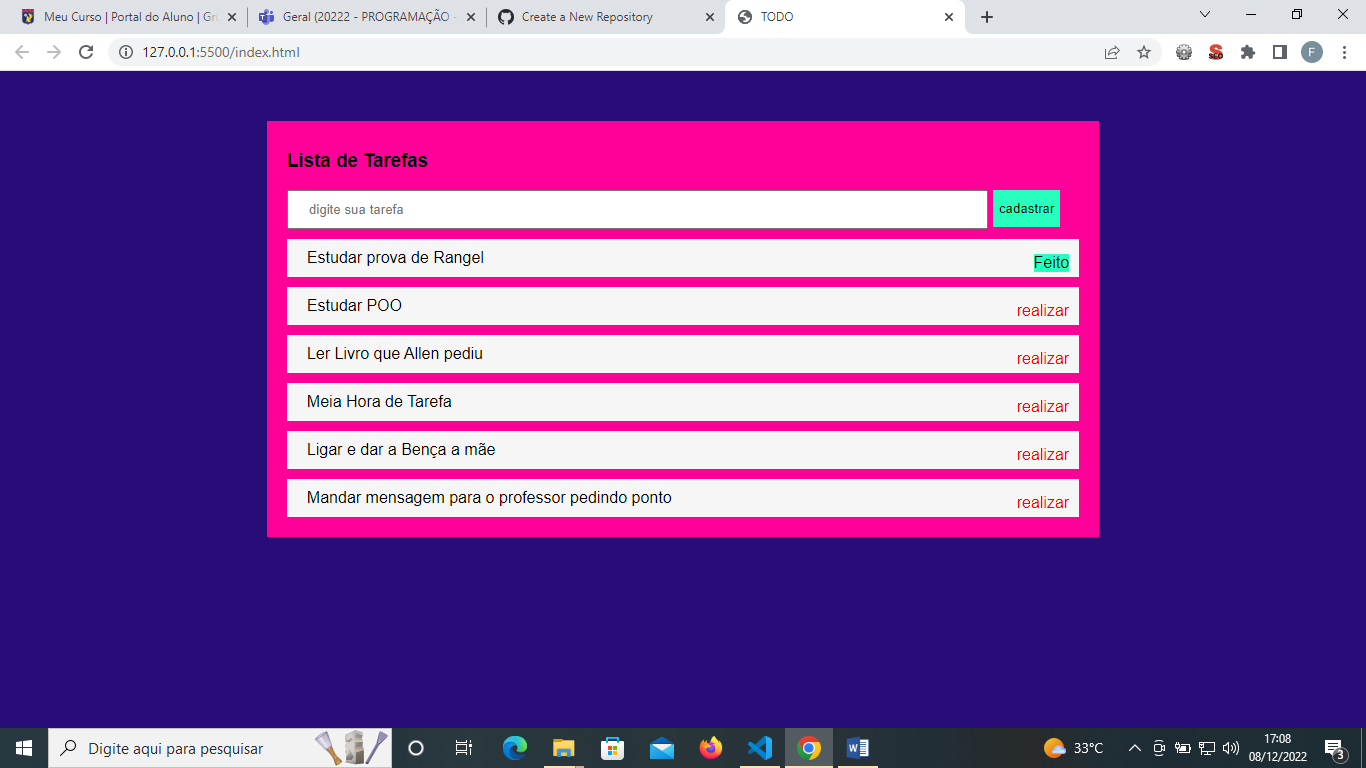 Meu Curso | Portal do Aluno | Gru
Geral (20222 - PROGRAMAÇÃO -
Create a New Repository
TODO
127.0.0.1:5500/index.html
SEO
F
Lista de Tarefas
digite sua tarefa
cadastrar
Estudar prova de Rangel
Feito
Estudar POO
realizar
Ler Livro que Allen pediu
realizar
Meia Hora de Tarefa
realizar
Ligar e dar a Bença a mãe
realizar
Mandar mensagem para o professor pedindo ponto
realizar
Digite aqui para pesquisar
33°C
17:08
08/12/2022
3